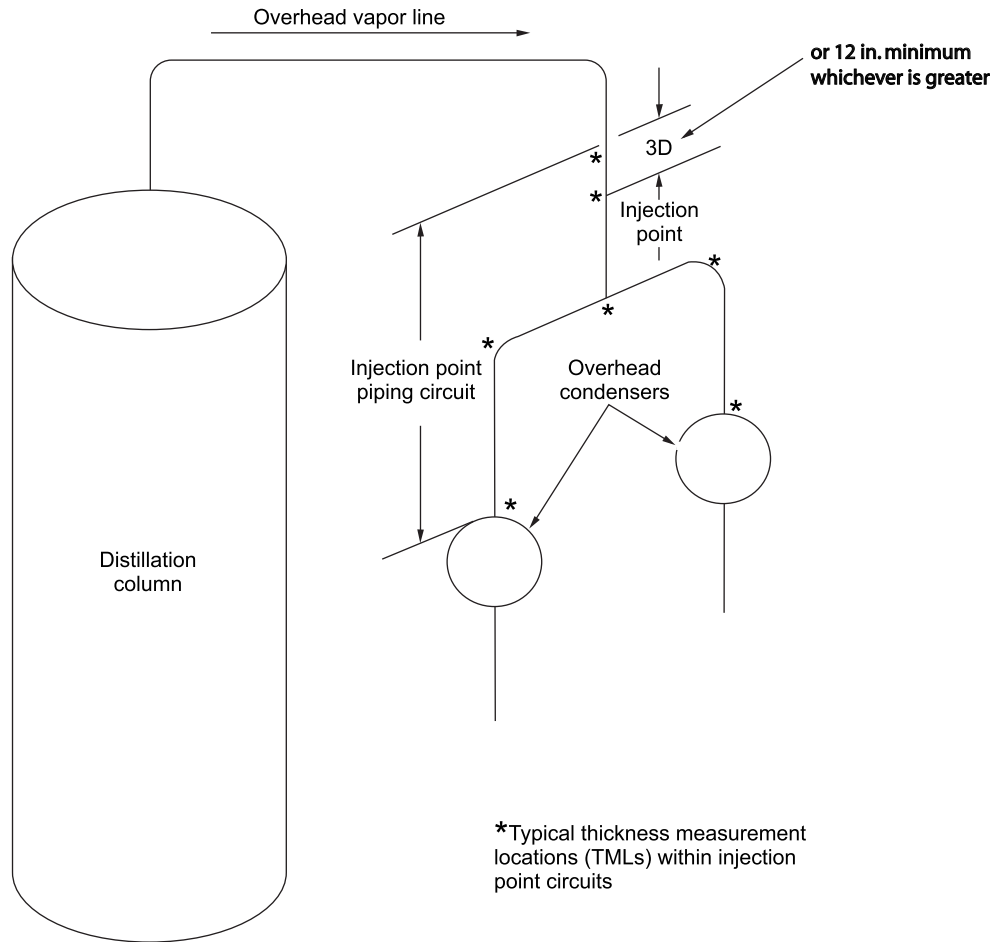 Overhead vapor line
or 12 in. minimum
whichever is greater
*
3D
*
Injection
point
*
*
*
Injection point
piping circuit
Overhead
condensers
*
*
Distillation
column
*Typical thickness measurement
locations (TMLs) within injection
point circuits